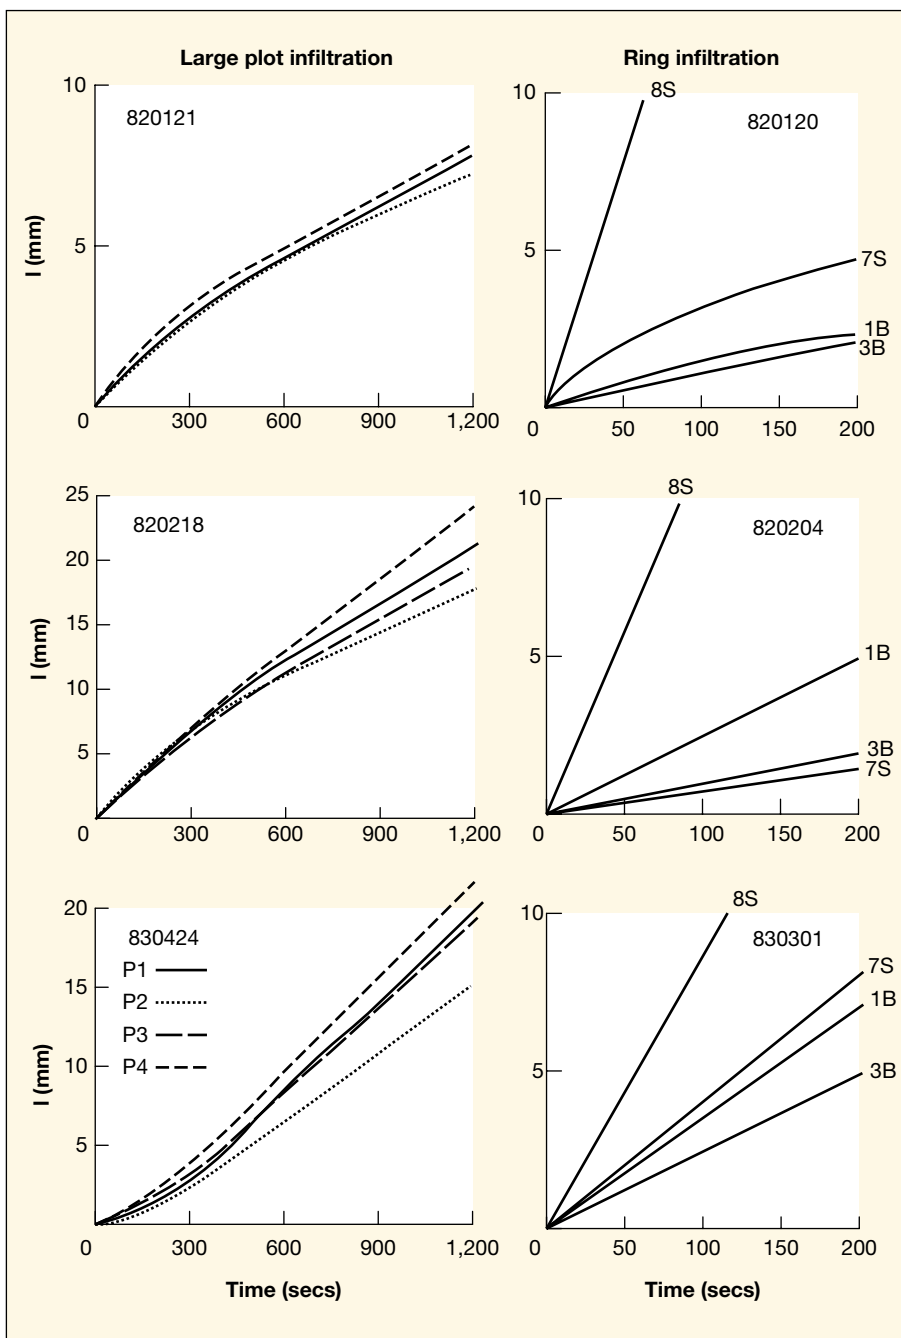 Large plot infiltration
Ring infiltration
10
5
I (mm)
820121
0 300 600 900 1,200
10
5
820120
8S
7S
1B
3B
0 50 100 150 200
25
20
15
10
5
I (mm)
820218
0 300 600 900 1,200
10
5
820204
8S
1B
3B
7S
0 50 100 150 200
20
15
10
5
I (mm)
830424
P1
P2
P3
P4
0 300 600 900 1,200
Time (secs)
10
5
830301
8S
7S
1B
3B
0 50 100 150 200
Time (secs)